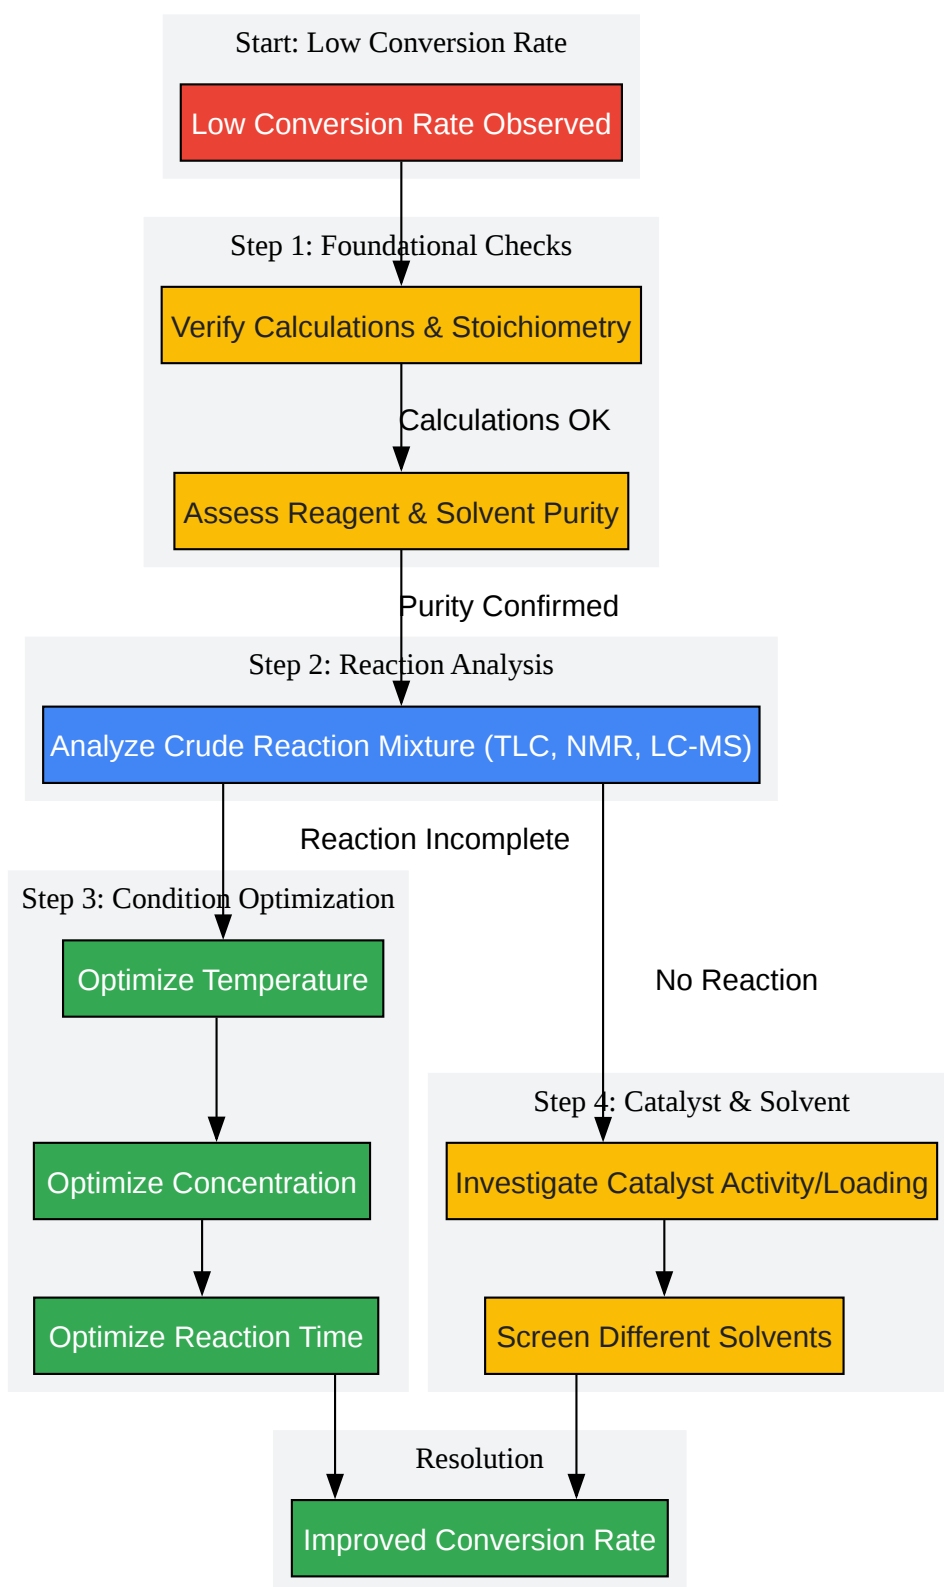 Start: Low Conversion Rate
Low Conversion Rate Observed
Step 1: Foundational Checks
Verify Calculations & Stoichiometry
Calculations OK
Assess Reagent & Solvent Purity
Purity Confirmed
Step 2: Reaction Analysis
Analyze Crude Reaction Mixture (TLC, NMR, LC-MS)
Reaction Incomplete
Step 3: Condition Optimization
Optimize Temperature
No Reaction
Step 4: Catalyst & Solvent
Optimize Concentration
Investigate Catalyst Activity/Loading
Optimize Reaction Time
Screen Different Solvents
Resolution
Improved Conversion Rate